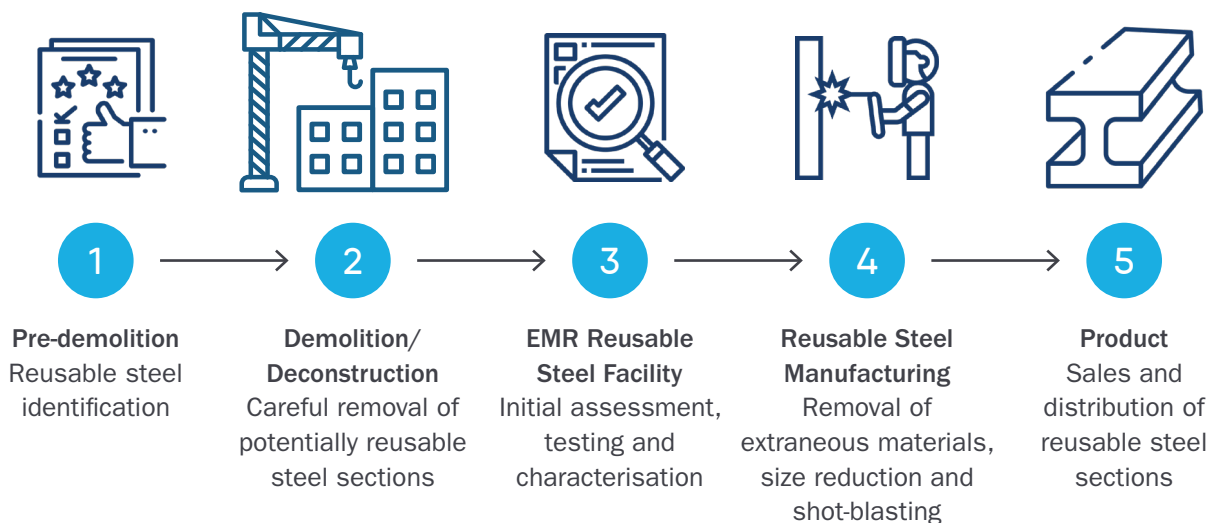 1
2
3
4
5
Pre-demolition
Reusable steel
identification
Demolition/
Deconstruction
Careful removal of
potentially reusable
steel sections
EMR Reusable
Steel Facility
Initial assessment,
testing and
characterisation
Reusable Steel
Manufacturing
Removal of
extraneous materials,
size reduction and
shot-blasting
Product
Sales and
distribution of
reusable steel
sections